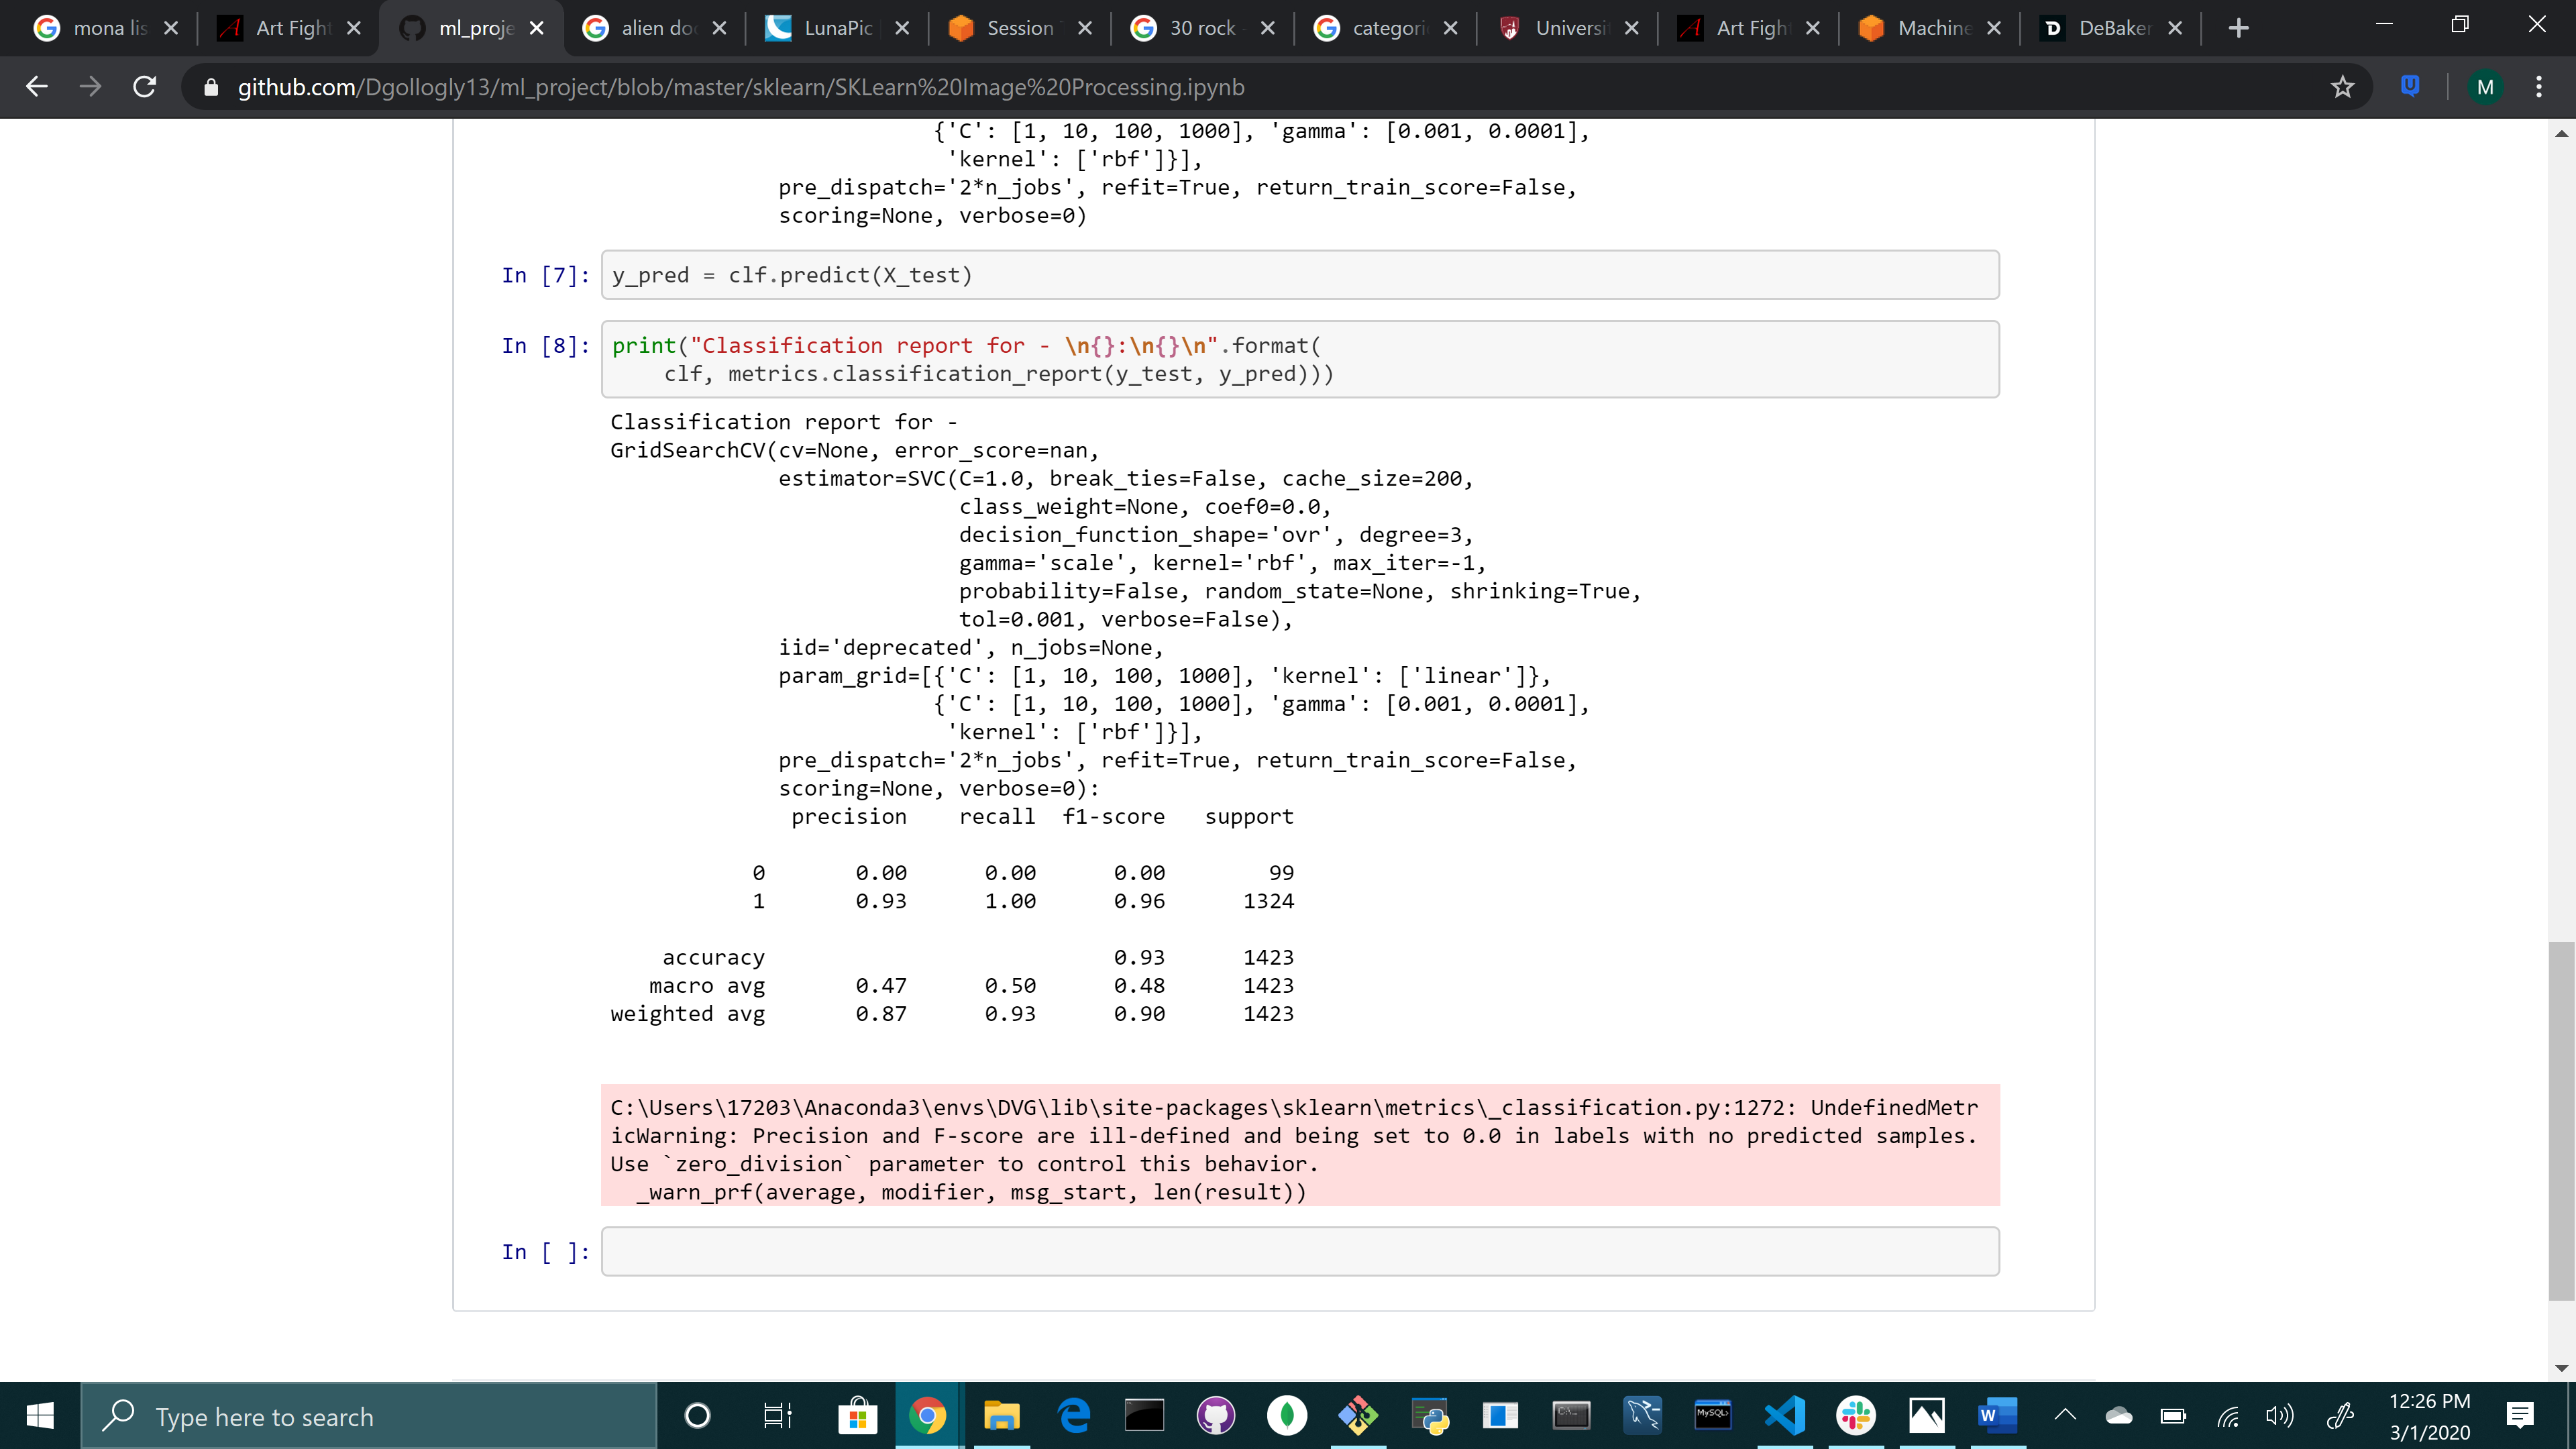 mona lis
Art Fight
ml_proje
alien do
LunaPic
Session
30 rock
categori
Universi
Art Fight
Machine
DeBaker
github.com/Dgollogly13/ml_project/blob/master/sklearn/SKLearn%20Image%20Processing.ipynb
M
{'C': [1, 10, 100, 1000], 'gamma': [0.001, 0.0001],
'kernel': ['rbf']}],
pre_dispatch='2*n_jobs', refit=True, return_train_score=False,
scoring=None, verbose=0)
In [7]: y_pred = clf.predict(X_test)
In [8]: print("Classification report for - \n{}:\n{}\n".format(
clf, metrics.classification_report(y_test, y_pred)))
Classification report for -
GridSearchCV(cv=None, error_score=nan,
estimator=SVC(C=1.0, break_ties=False, cache_size=200,
class_weight=None, coef0=0.0,
decision_function_shape='ovr', degree=3,
gamma='scale', kernel='rbf', max_iter=-1,
probability=False, random_state=None, shrinking=True,
tol=0.001, verbose=False),
iid='deprecated', n_jobs=None,
param_grid=[{'C': [1, 10, 100, 1000], 'kernel': ['linear']},
{'C': [1, 10, 100, 1000], 'gamma': [0.001, 0.0001],
'kernel': ['rbf']}],
pre_dispatch='2*n_jobs', refit=True, return_train_score=False,
scoring=None, verbose=0):
precision recall f1-score support
0 0.00 0.00 0.00 99
1 0.93 1.00 0.96 1324
accuracy 0.93 1423
macro avg 0.47 0.50 0.48 1423
weighted avg 0.87 0.93 0.90 1423
C:\Users\17203\Anaconda3\envs\DVG\lib\site-packages\sklearn\metrics\_classification.py:1272: UndefinedMetr
icWarning: Precision and F-score are ill-defined and being set to 0.0 in labels with no predicted samples.
Use `zero_division` parameter to control this behavior.
_warn_prf(average, modifier, msg_start, len(result))
In [ ]:
Type here to search
12:26 PM
3/1/2020